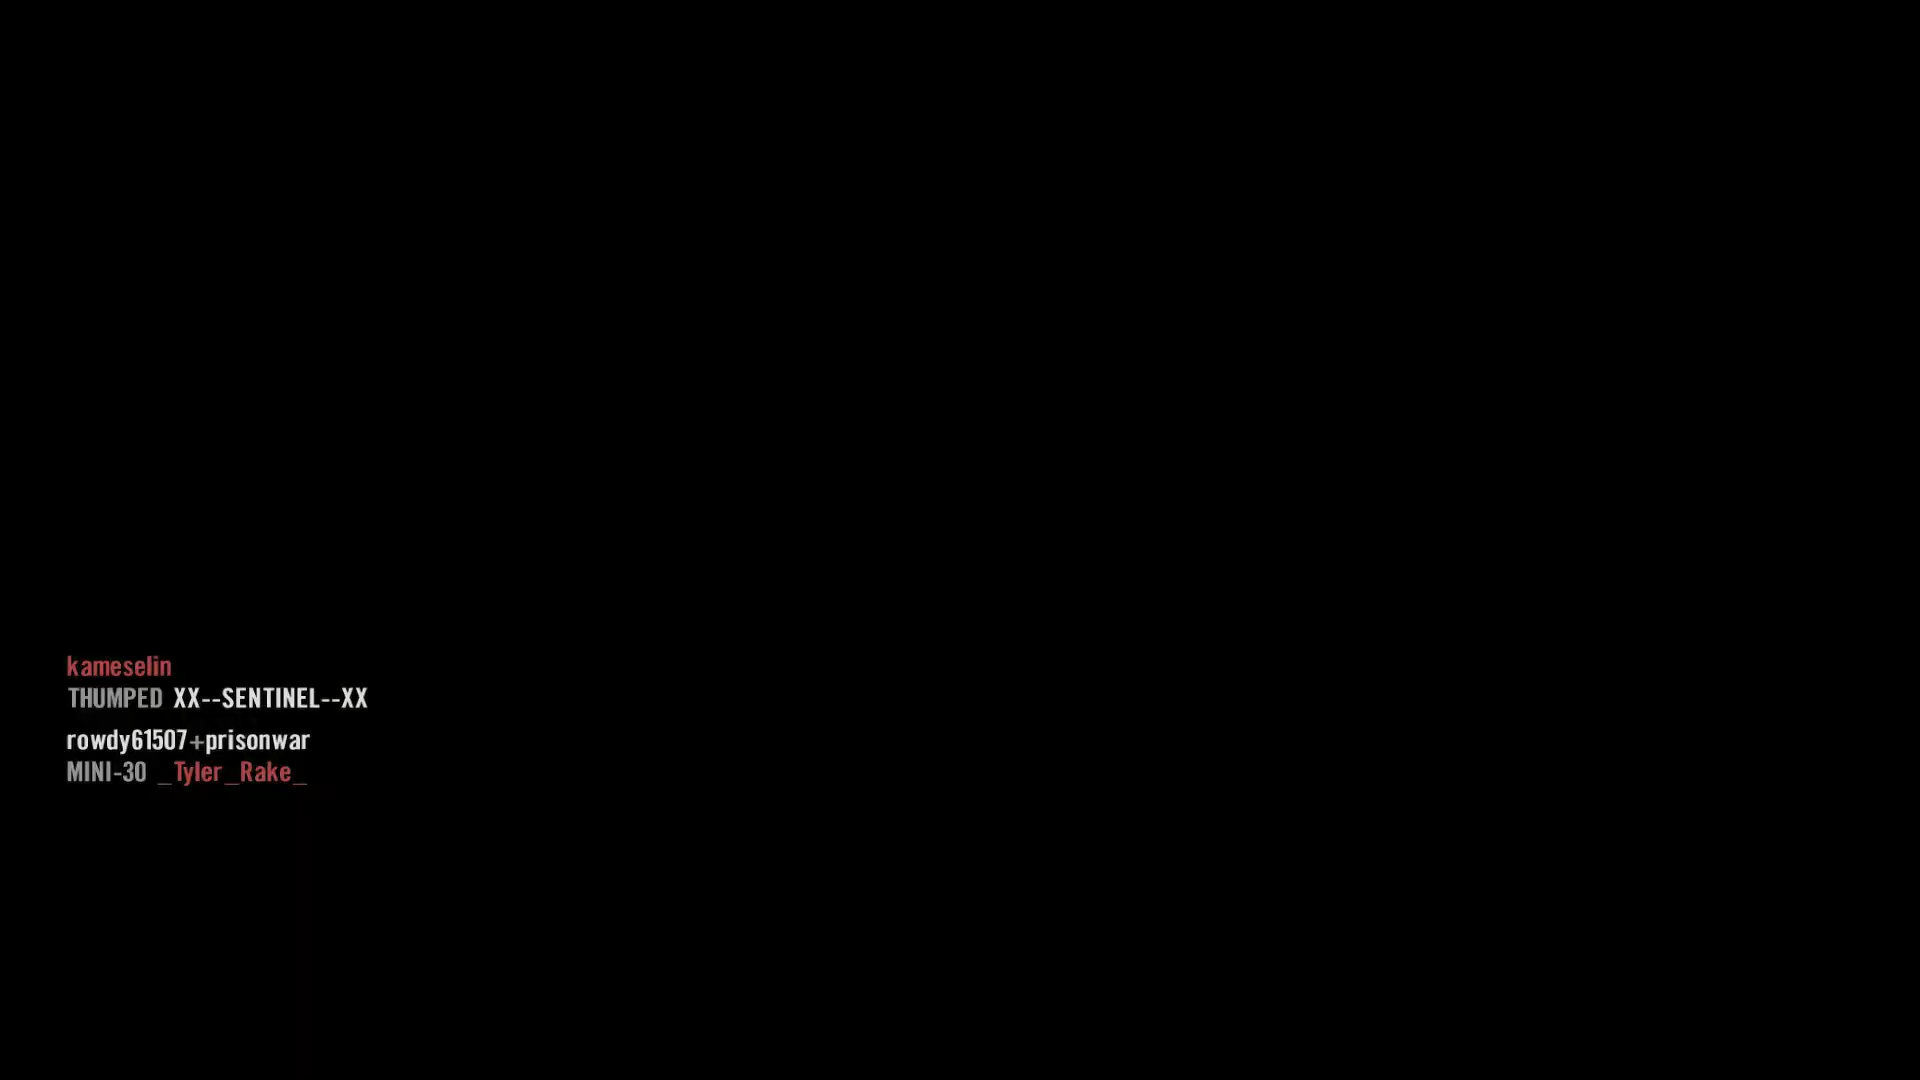 kameselin
THUMPED XX--SENTINEL--XX
rowdy61507+prisonwar
MINI-30 _Tyler_Rake_